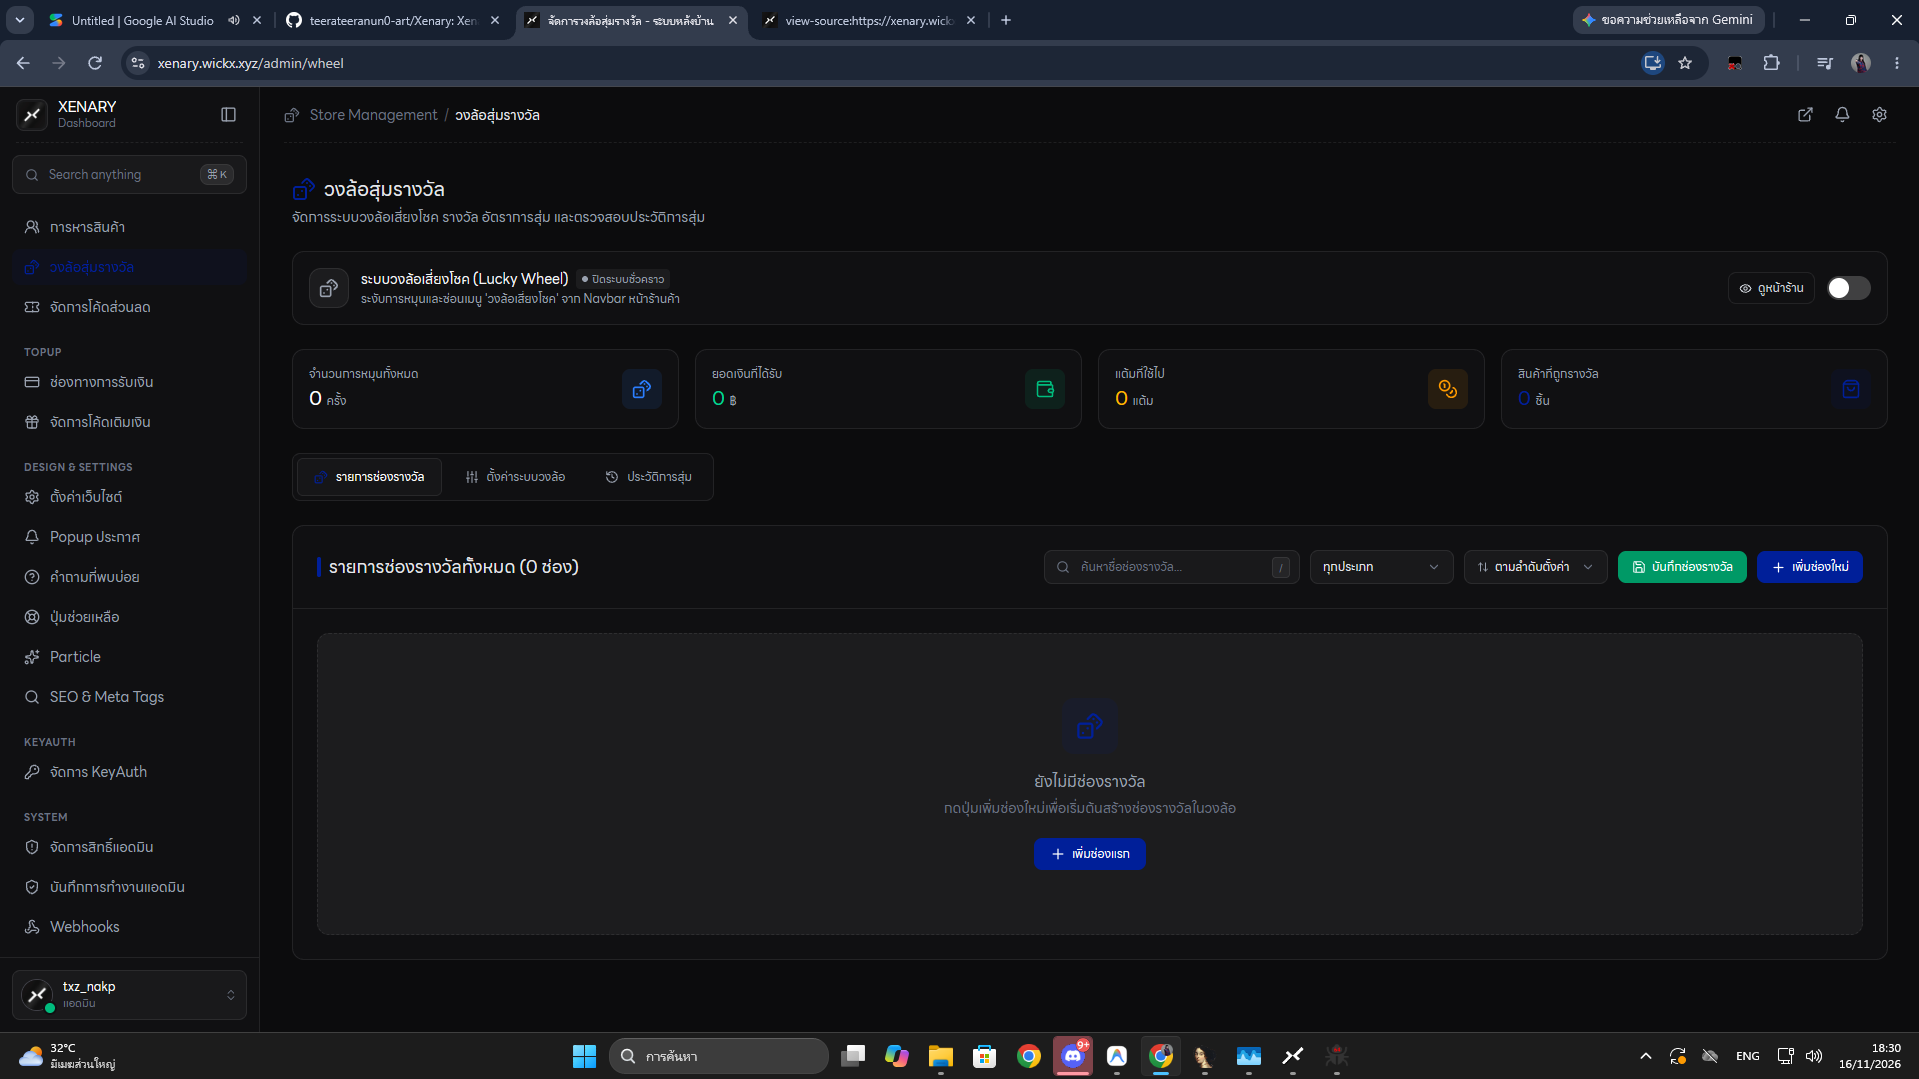 Untitled | Google AI Studio
teerateeranun0-art/Xenary: Xen
จัดการวงล้อสุ่มรางวัล - ระบบหลังบ้าน
view-source:https://xenary.wick
ขอความช่วยเหลือจาก Gemini
xenary.wickx.xyz/admin/wheel
XENARY
Dashboard
Search anything
⌘ K
การหารสินค้า
วงล้อสุ่มรางวัล
จัดการโค้ดส่วนลด
TOPUP
ช่องทางการรับเงิน
จัดการโค้ดเติมเงิน
DESIGN & SETTINGS
ตั้งค่าเว็บไซต์
Popup ประกาศ
คำถามที่พบบ่อย
ปุ่มช่วยเหลือ
Particle
SEO & Meta Tags
KEYAUTH
จัดการ KeyAuth
SYSTEM
จัดการสิทธิ์แอดมิน
บันทึกการทำงานแอดมิน
Webhooks
txz_nakp
แอดมิน
Store Management / วงล้อสุ่มรางวัล
วงล้อสุ่มรางวัล
จัดการระบบวงล้อเสี่ยงโชค รางวัล อัตราการสุ่ม และตรวจสอบประวัติการสุ่ม
ระบบวงล้อเสี่ยงโชค (Lucky Wheel)
ปิดระบบชั่วคราว
ระงับการหมุนและซ่อนเมนู 'วงล้อเสี่ยงโชค' จาก Navbar หน้าร้านค้า
ดูหน้าร้าน
จำนวนการหมุนทั้งหมด
0 ครั้ง
ยอดเงินที่ได้รับ
0 ฿
แต้มที่ใช้ไป
0 แต้ม
สินค้าที่ถูกรางวัล
0 ชิ้น
รายการช่องรางวัล
ตั้งค่าระบบวงล้อ
ประวัติการสุ่ม
รายการช่องรางวัลทั้งหมด (0 ช่อง)
ค้นหาชื่อช่องรางวัล...
/
ทุกประเภท
ตามลำดับตั้งค่า
บันทึกช่องรางวัล
เพิ่มช่องใหม่
ยังไม่มีช่องรางวัล
กดปุ่มเพิ่มช่องใหม่เพื่อเริ่มต้นสร้างช่องรางวัลในวงล้อ
เพิ่มช่องแรก
32°C
มีเมฆส่วนใหญ่
การค้นหา
9+
ENG
18:30
16/11/2026